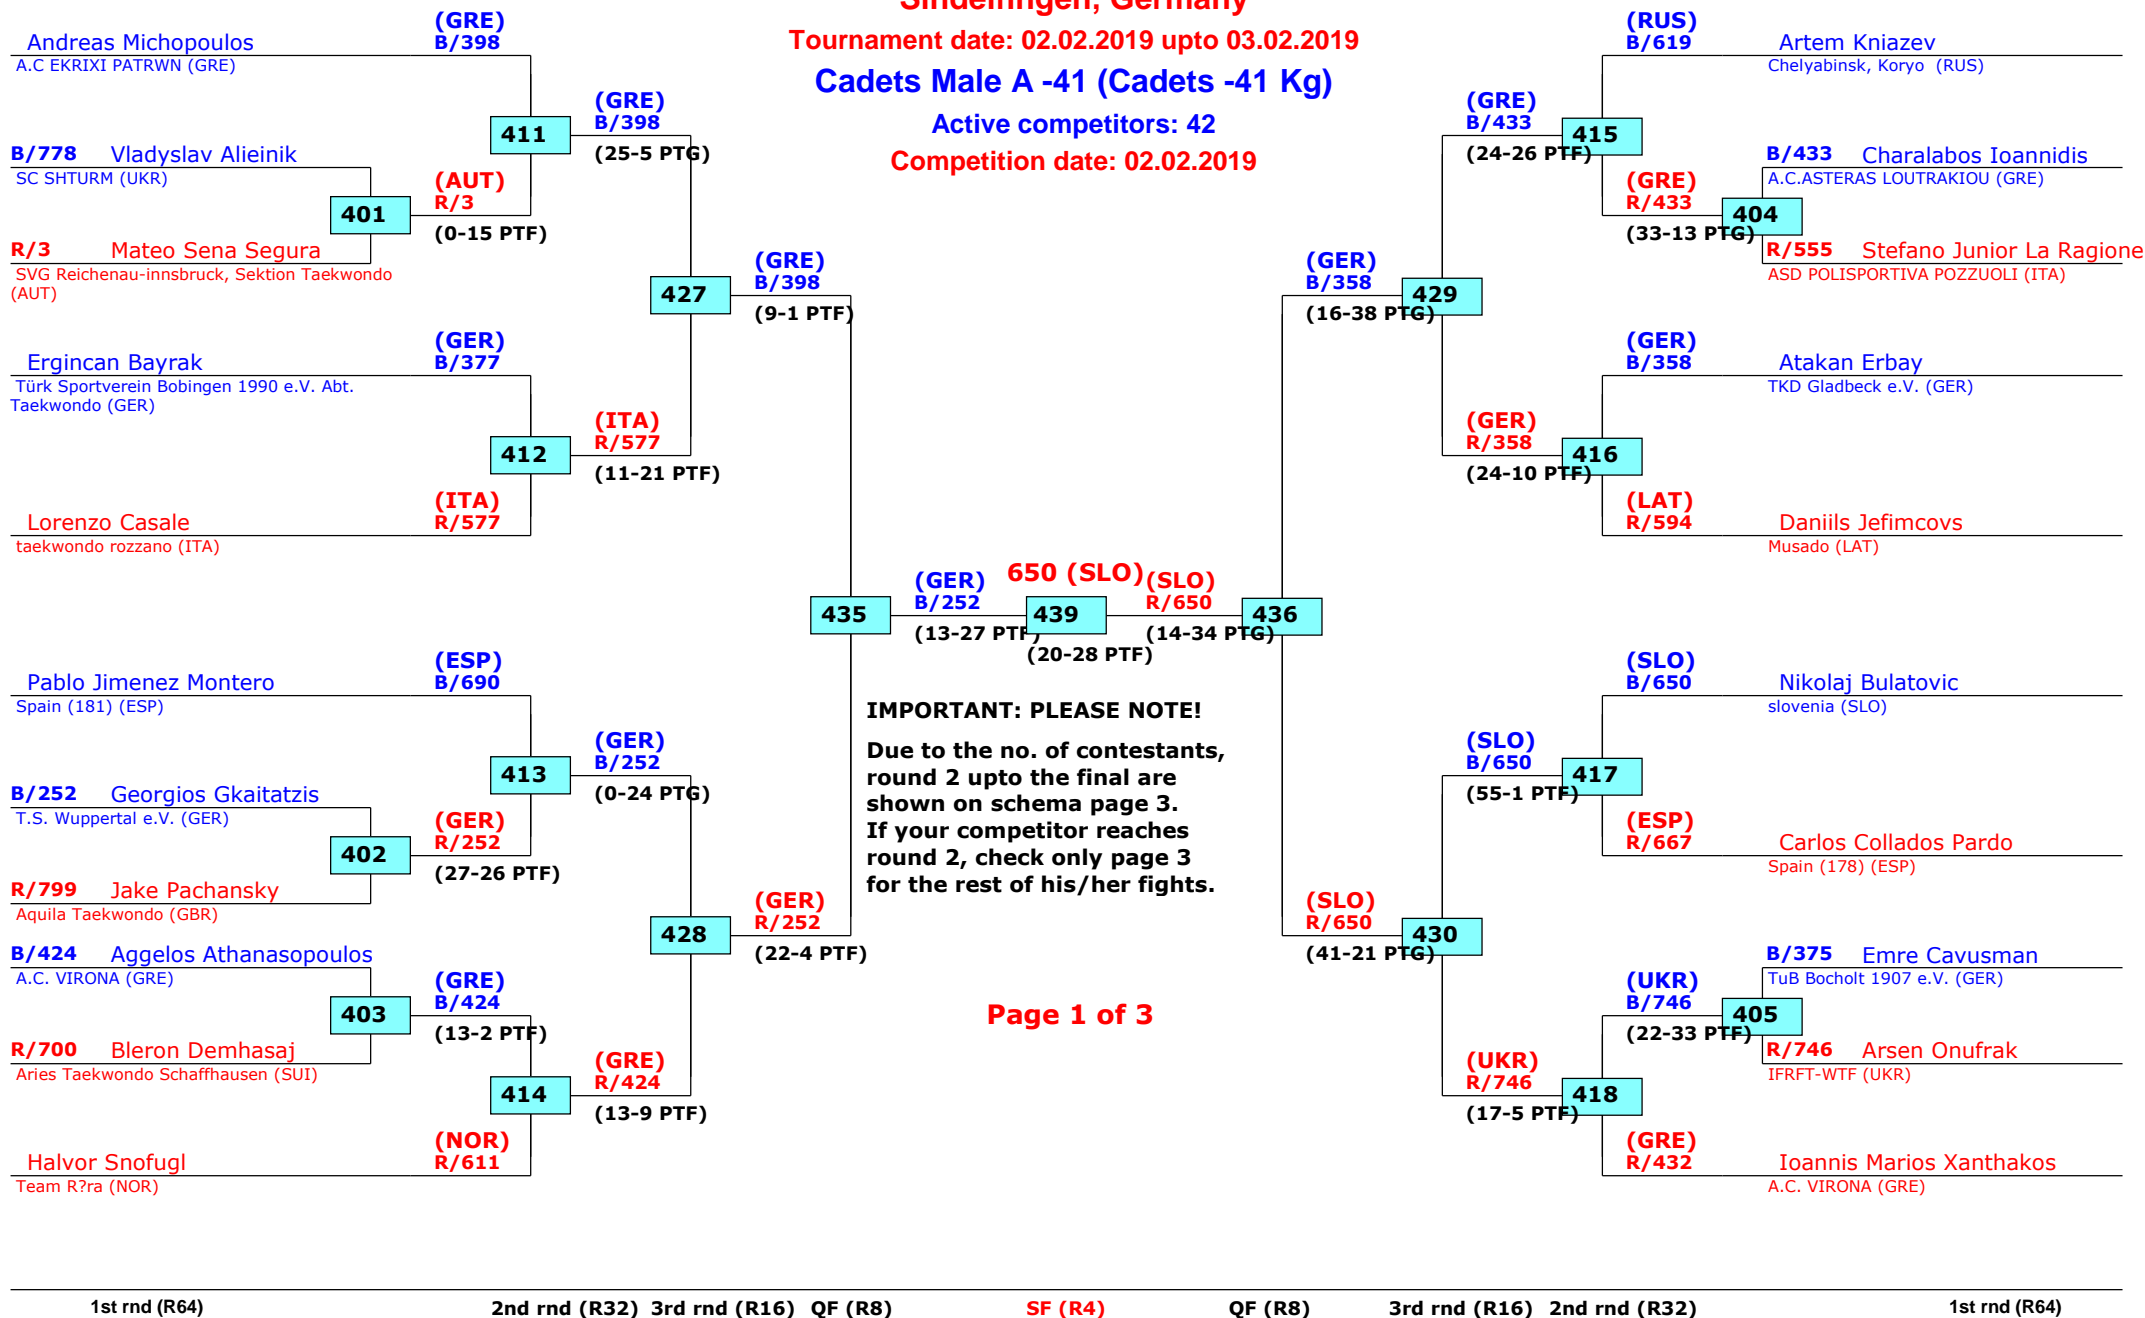 Sindelfingen, Germany
Tournament date: 02.02.2019 upto 03.02.2019
Cadets Male A -41 (Cadets -41 Kg)
Active competitors: 42
Competition date: 02.02.2019
Andreas Michopoulos
A.C EKRIXI PATRWN (GRE)
(GRE)
B/398
B/778 Vladyslav Alieinik
SC SHTURM (UKR)
401
R/3 Mateo Sena Segura
SVG Reichenau-innsbruck, Sektion Taekwondo
(AUT)
(AUT)
R/3
(0-15 PTF)
411
(GRE)
B/398
(25-5 PTG)
Ergincan Bayrak
Türk Sportverein Bobingen 1990 e.V. Abt.
Taekwondo (GER)
(GER)
B/377
412
(ITA)
R/577
(11-21 PTF)
Lorenzo Casale
taekwondo rozzano (ITA)
(ITA)
R/577
427
(GRE)
B/398
(9-1 PTF)
Pablo Jimenez Montero
Spain (181) (ESP)
(ESP)
B/690
B/252 Georgios Gkaitatzis
T.S. Wuppertal e.V. (GER)
402
R/799 Jake Pachansky
Aquila Taekwondo (GBR)
(GER)
R/252
(27-26 PTF)
413
(GER)
B/252
(0-24 PTG)
B/424 Aggelos Athanasopoulos
A.C. VIRONA (GRE)
403
R/700 Bleron Demhasaj
Aries Taekwondo Schaffhausen (SUI)
(GRE)
B/424
(13-2 PTF)
414
(GRE)
R/424
(13-9 PTF)
Halvor Snofugl
Team R?ra (NOR)
(NOR)
R/611
428
(GER)
R/252
(22-4 PTF)
435
(GER)
B/252
(13-27 PTF)
650 (SLO)
439
(20-28 PTF)
(SLO)
R/650
(14-34 PTG)
436
IMPORTANT: PLEASE NOTE!
Due to the no. of contestants,
round 2 upto the final are
shown on schema page 3.
If your competitor reaches
round 2, check only page 3
for the rest of his/her fights.
Page 1 of 3
(RUS)
B/619
Artem Kniazev
Chelyabinsk, Koryo (RUS)
(GRE)
B/433
(24-26 PTF)
415
B/433 Charalabos Ioannidis
A.C.ASTERAS LOUTRAKIOU (GRE)
(GRE)
R/433
(33-13 PTG)
404
R/555 Stefano Junior La Ragione
ASD POLISPORTIVA POZZUOLI (ITA)
(GER)
B/358
(16-38 PTG)
429
(GER)
B/358
Atakan Erbay
TKD Gladbeck e.V. (GER)
(GER)
R/358
(24-10 PTF)
416
(LAT)
R/594
Daniils Jefimcovs
Musado (LAT)
(SLO)
B/650
Nikolaj Bulatovic
slovenia (SLO)
(SLO)
B/650
(55-1 PTF)
417
(ESP)
R/667
Carlos Collados Pardo
Spain (178) (ESP)
(SLO)
R/650
(41-21 PTG)
430
B/375 Emre Cavusman
TuB Bocholt 1907 e.V. (GER)
(UKR)
B/746
(22-33 PTF)
405
R/746 Arsen Onufrak
IFRFT-WTF (UKR)
(UKR)
R/746
(17-5 PTF)
418
(GRE)
R/432
Ioannis Marios Xanthakos
A.C. VIRONA (GRE)
1st rnd (R64) 2nd rnd (R32) 3rd rnd (R16) QF (R8) SF (R4) QF (R8) 3rd rnd (R16) 2nd rnd (R32) 1st rnd (R64)